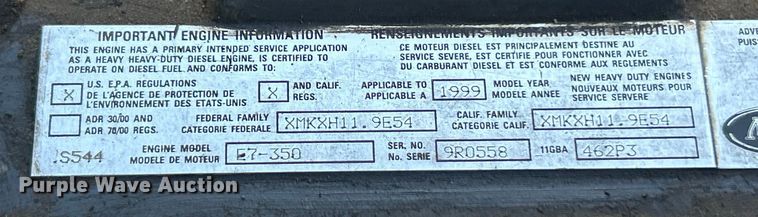 IMPORTANT ENGINE INFORMATION
THIS ENGINE HAS A PRIMARY INTENDED SERVICE APPLICATION
AS A HEAVY HEAVY-DUTY DIESEL ENGINE, IS CERTIFIED TO
OPERATE ON DIESEL FUEL AND CONFORMS TO:
RENSEIGNEMENTS IMPORTANTS SUR LE MOTEUR
CE MOTEUR DIESEL EST PRINCIPALEMENT DESTINE AU
SERVICE SEVERE, EST CERTIFIE POUR FONCTIONNER AVEC
DU CARBURANT DIESEL ET EST CONFORME AUX REGLEMENTS
X U.S. E.P.A. REGULATIONS
DE L'AGENCE DE PROTECTION DE
L'ENVIRONNEMENT DES ETATS-UNIS
X AND CALIF.
REGS.
APPLICABLE TO
APPLICABLE A
1999
MODEL YEAR
MODELE ANNEE
NEW HEAVY DUTY ENGINES
NOUVEAUX MOTEURS POUR
SERVICE SERVERE
ADR 30/00 AND
ADR 70/00 REGS.
FEDERAL FAMILY
CATEGORIE FEDERALE
XMKXH11.9E54
CALIF. FAMILY
CATEGORIE CALIF.
XMKXH11.9E54
S544
ENGINE MODEL
MODELE DE MOTEUR
E7-350
SER. NO.
No. SERIE
9R0558
11GBA
462P3
ADVE
PUIS
M
Purple Wave Auction